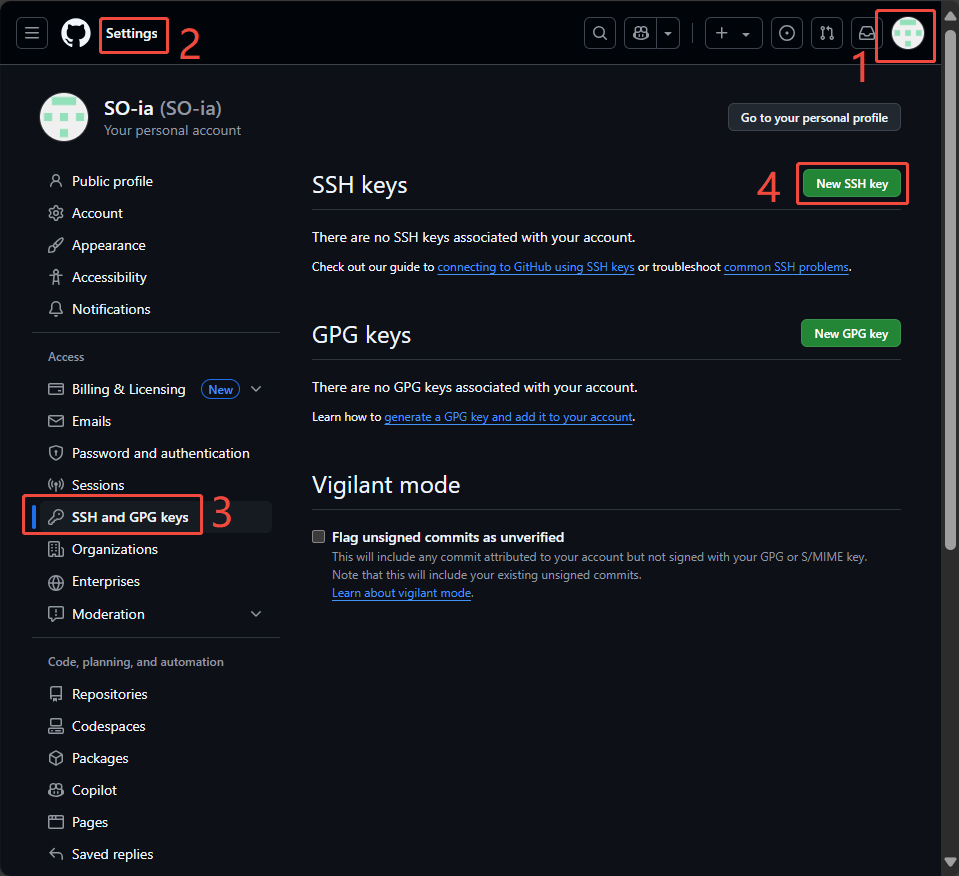 Settings
2
1
SO-ia (SO-ia)
Your personal account
Go to your personal profile
Public profile
Account
Appearance
Accessibility
Notifications
Access
Billing & Licensing New
Emails
Password and authentication
Sessions
SSH and GPG keys 3
Organizations
Enterprises
Moderation
Code, planning, and automation
Repositories
Codespaces
Packages
Copilot
Pages
Saved replies
SSH keys
4
New SSH key
There are no SSH keys associated with your account.
Check out our guide to connecting to GitHub using SSH keys or troubleshoot common SSH problems.
GPG keys
New GPG key
There are no GPG keys associated with your account.
Learn how to generate a GPG key and add it to your account.
Vigilant mode
Flag unsigned commits as unverified
This will include any commit attributed to your account but not signed with your GPG or S/MIME key.
Note that this will include your existing unsigned commits.
Learn about vigilant mode.